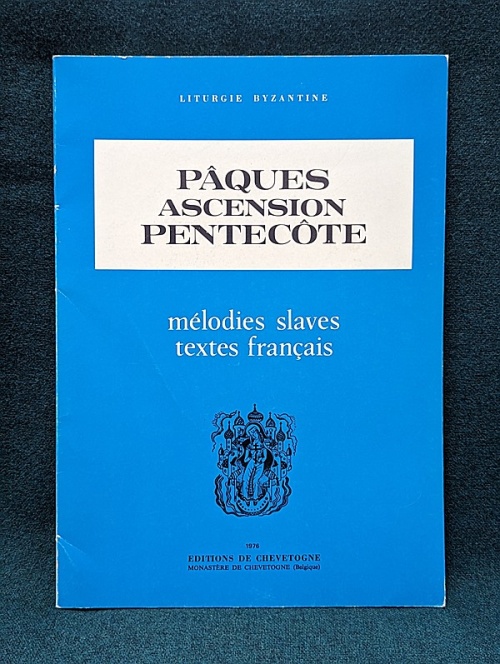 LITURGIE BYZANTINE
PÂQUES
ASCENSION
PENTECÔTE
mélodies slaves
textes français
1978
EDITIONS DE CHEVETOGNE
MONASTÈRE DE CHEVETOGNE (Belgique)